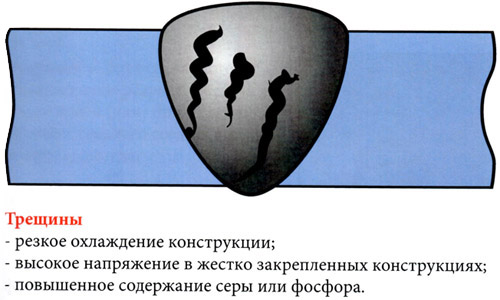 Трещины
- резкое охлаждение конструкции;
- высокое напряжение в жестко закрепленных конструкциях;
- повышенное содержание серы или фосфора.